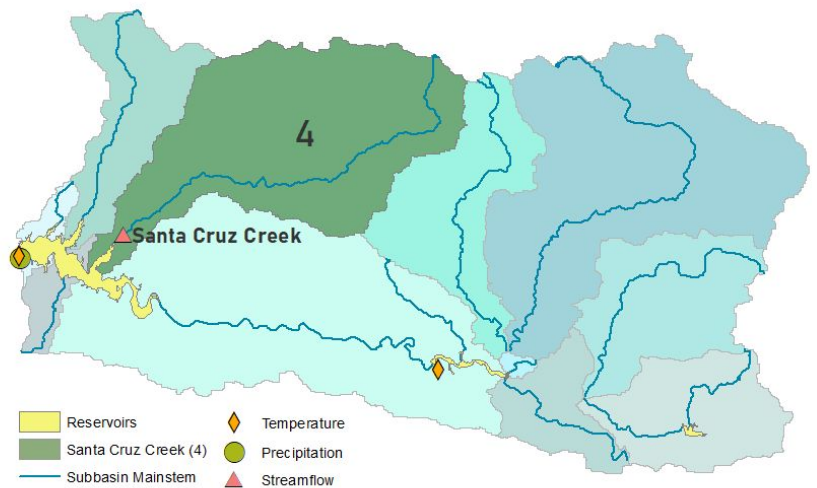 4
Santa Cruz Creek
Reservoirs
Santa Cruz Creek (4)
Subbasin Mainstem
Temperature
Precipitation
Streamflow